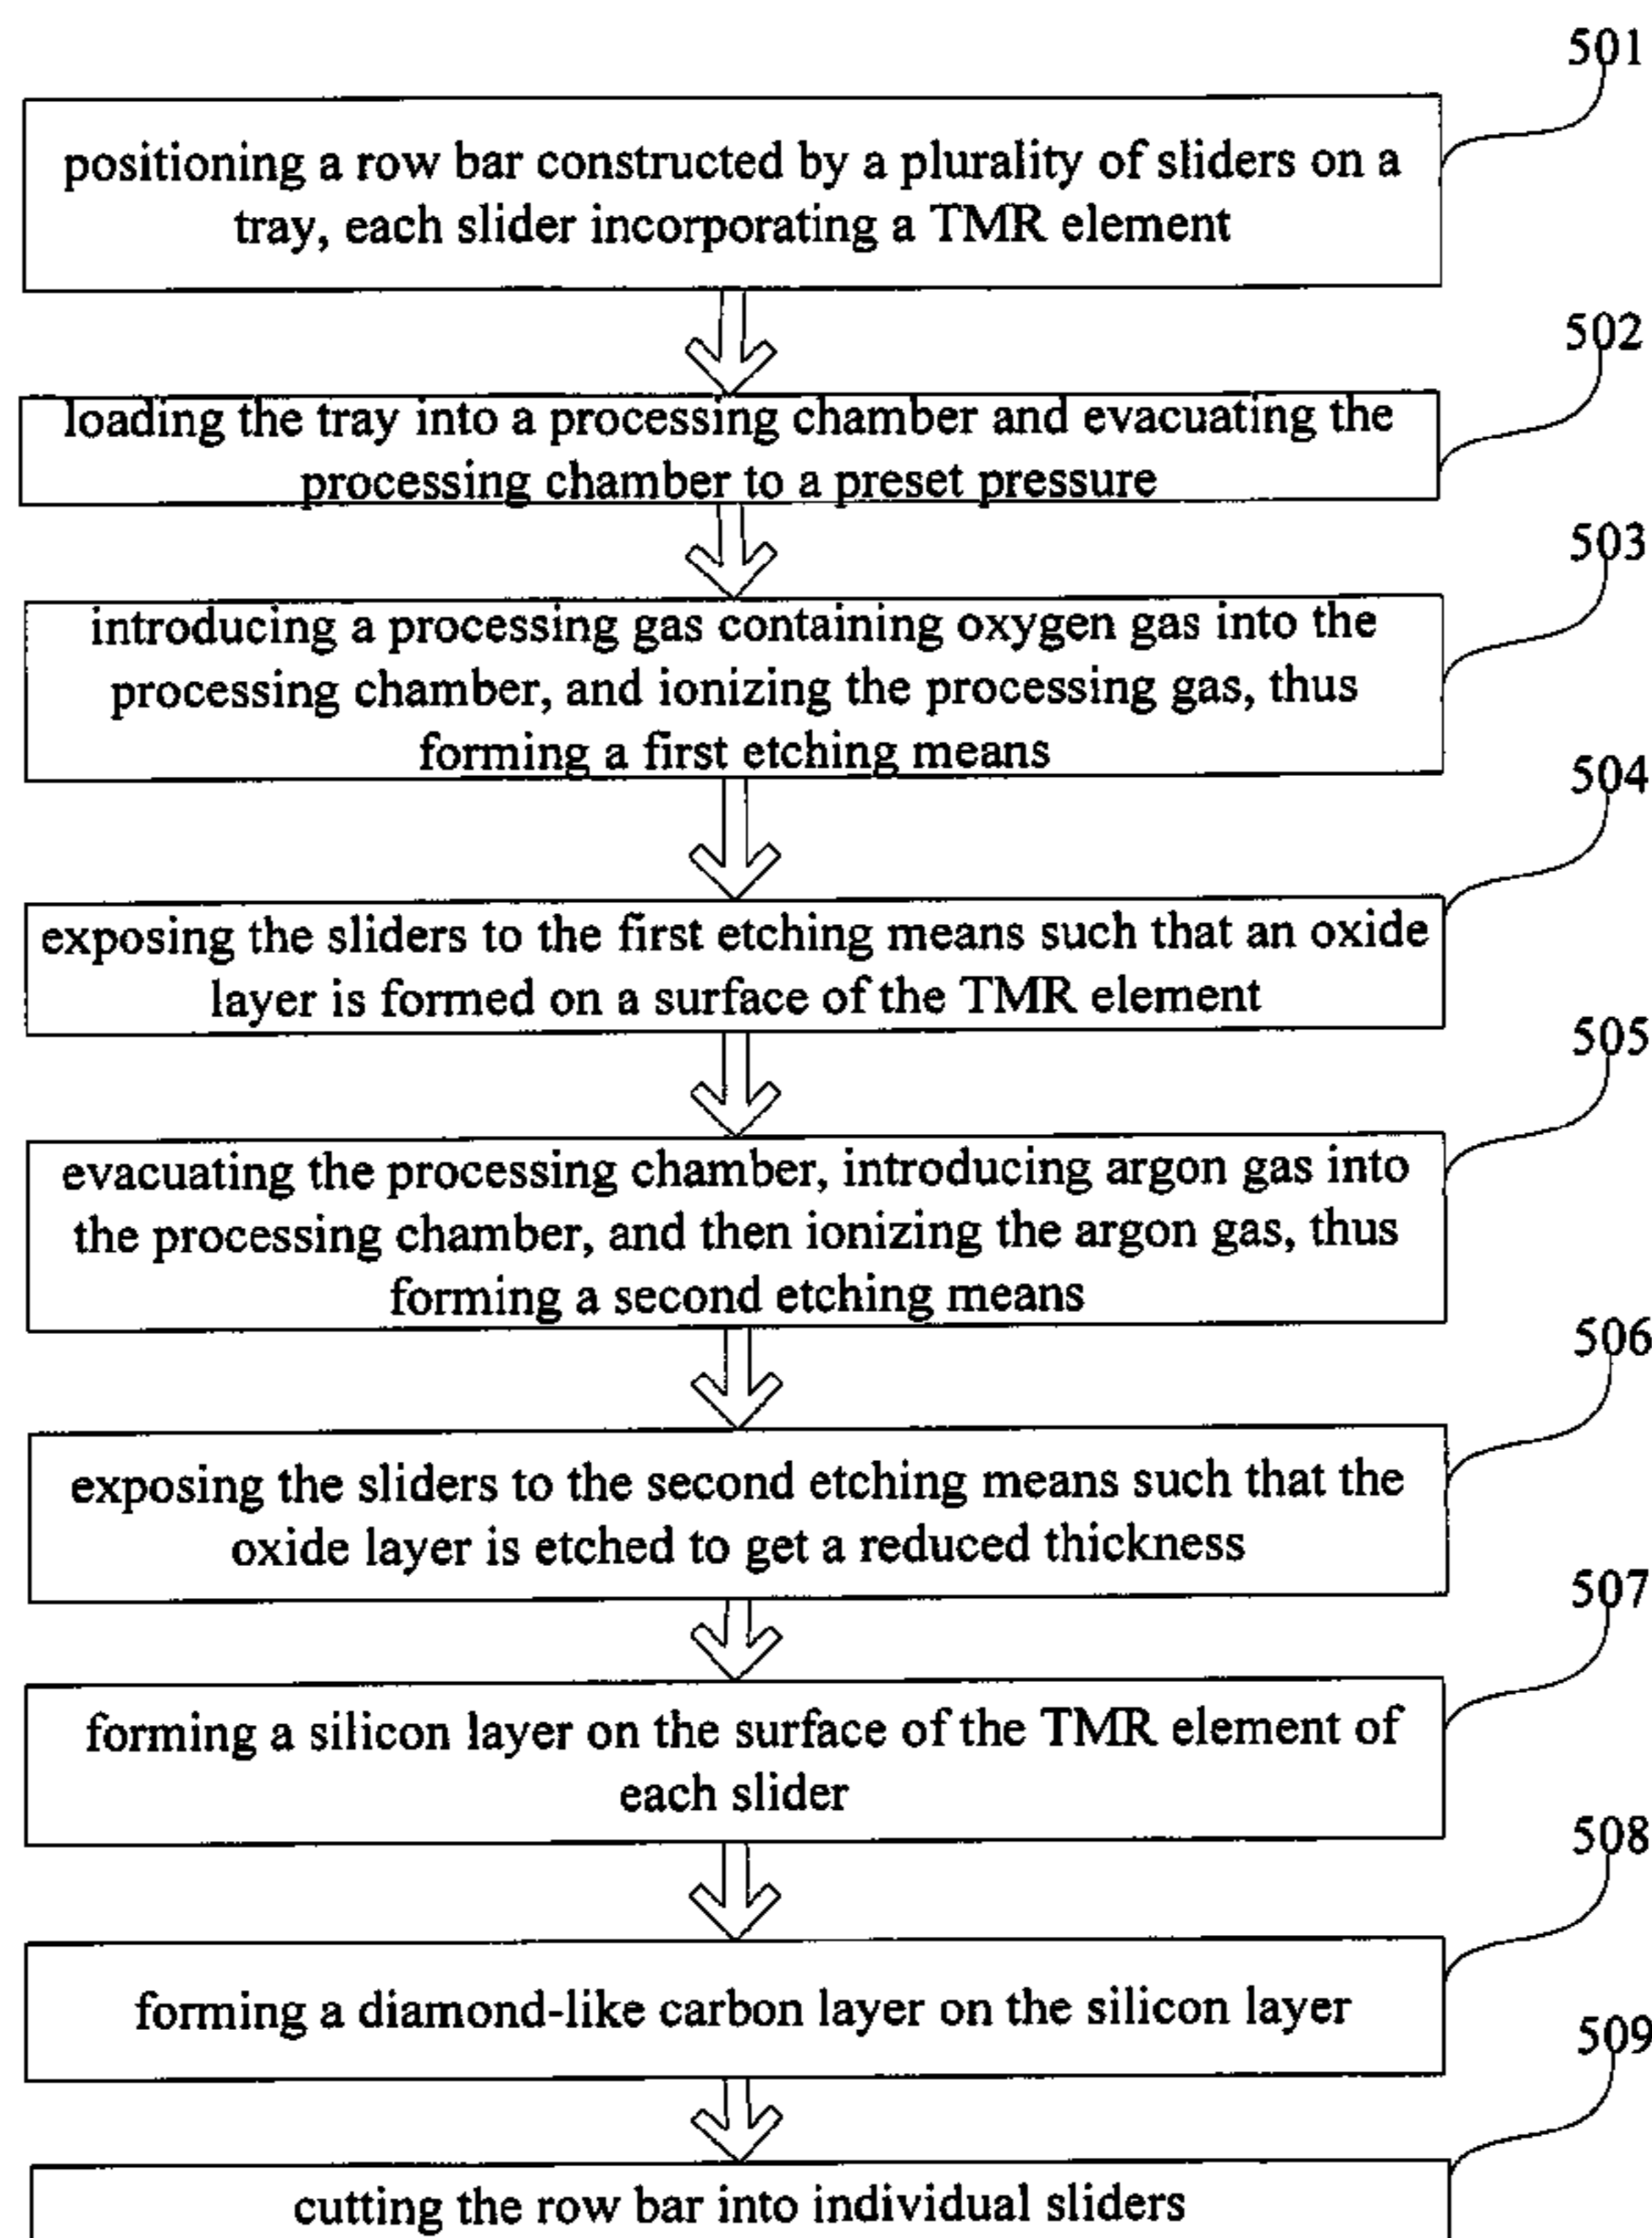 501
positioning a row bar constructed by a plurality of sliders on a
tray, each slider incorporating a TMR element
502
loading the tray into a processing chamber and evacuating the
processing chamber to a preset pressure
503
introducing a processing gas containing oxygen gas into the
processing chamber, and ionizing the processing gas, thus
forming a first etching means
504
exposing the sliders to the first etching means such that an oxide
layer is formed on a surface of the TMR element
505
evacuating the processing chamber, introducing argon gas into
the processing chamber, and then ionizing the argon gas, thus
forming a second etching means
506
exposing the sliders to the second etching means such that the
oxide layer is etched to get a reduced thickness
507
forming a silicon layer on the surface of the TMR element of
each slider
508
forming a diamond-like carbon layer on the silicon layer
509
cutting the row bar into individual sliders